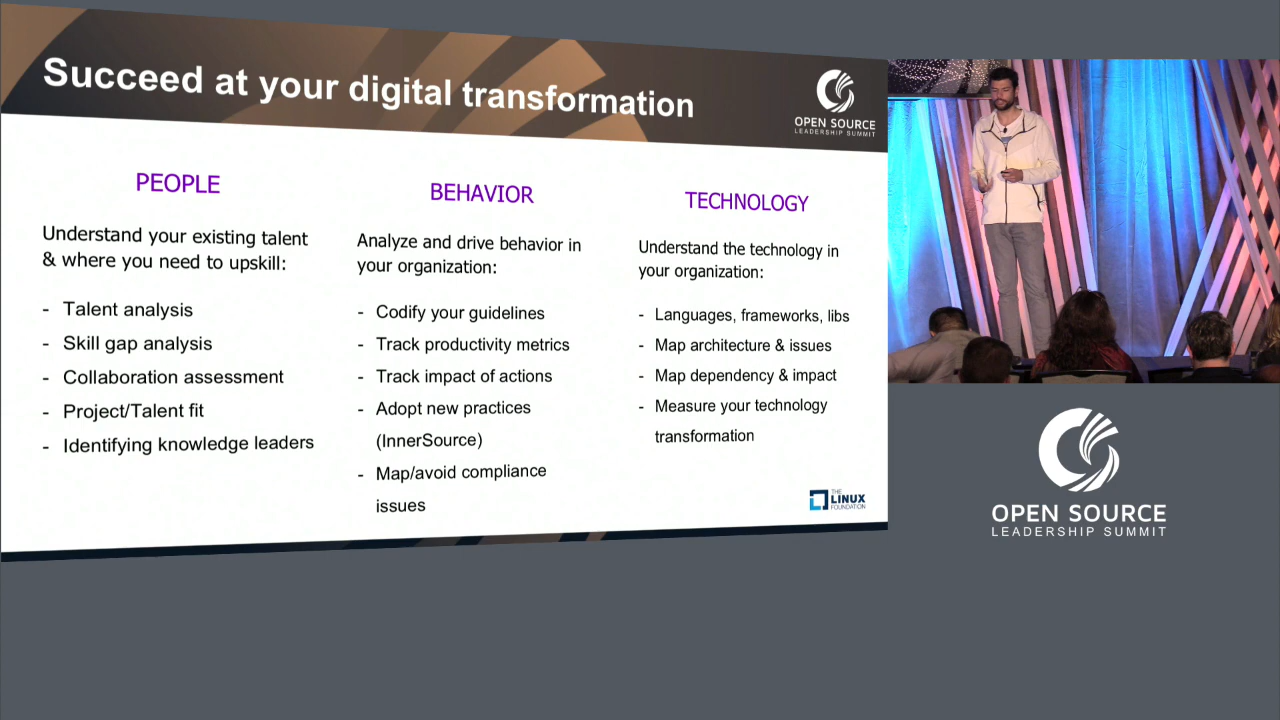 Succeed at your digital transformation
OPEN SOURCE
LEADERSHIP SUMMIT
PEOPLE
Understand your existing talent
& where you need to upskill:
- Talent analysis
- Skill gap analysis
- Collaboration assessment
- Project/Talent fit
- Identifying knowledge leaders
BEHAVIOR
Analyze and drive behavior in
your organization:
- Codify your guidelines
- Track productivity metrics
- Track impact of actions
- Adopt new practices
(InnerSource)
- Map/avoid compliance
issues
TECHNOLOGY
Understand the technology in
your organization:
- Languages, frameworks, libs
- Map architecture & issues
- Map dependency & impact
- Measure your technology
transformation
THE
LINUX
FOUNDATION
OPEN SOURCE
LEADERSHIP SUMMIT